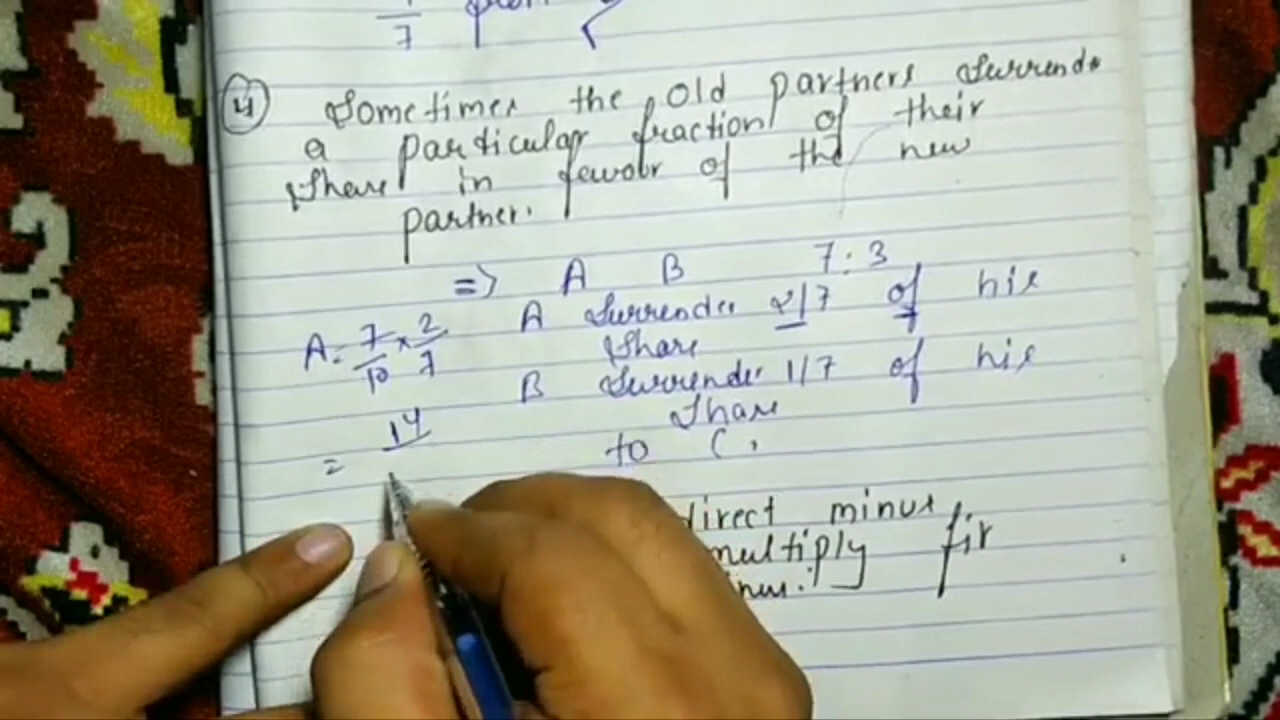 7
4 Sometimes the old partners surrende
a particular fraction of their
share in fewobr of the new
partner.
=> A B 7:3
A surrender 2/7 of his
share
A = 7/10 × 2/7
B surrender 1/7 of his
share
= 14
to C.
direct minus
multiply fir